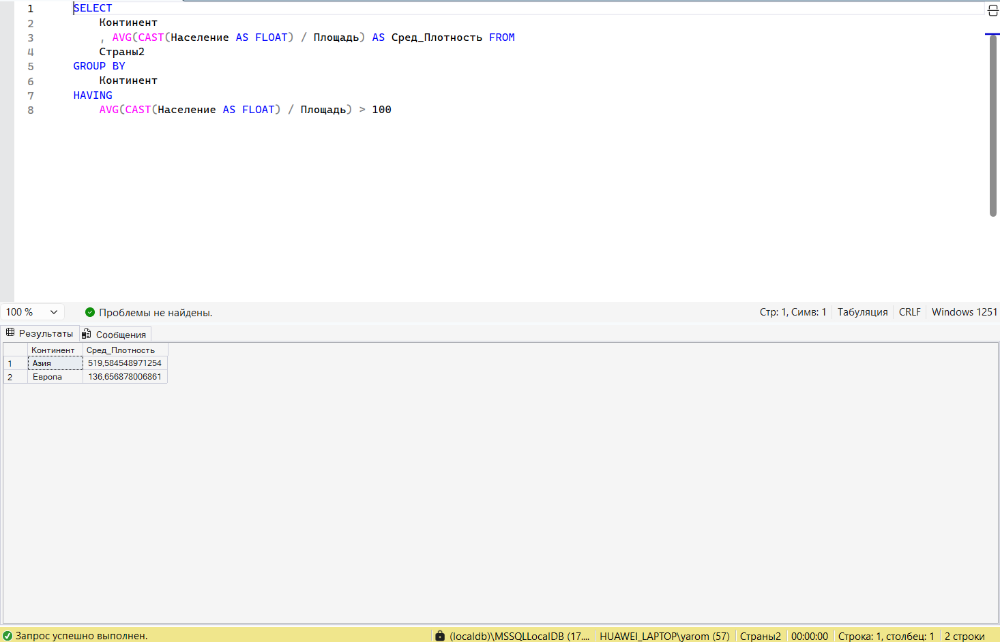 1 SELECT
2 Континент
3 , AVG(CAST(Население AS FLOAT) / Площадь) AS Сред_Плотность FROM
4 Страны2
5 GROUP BY
6 Континент
7 HAVING
8 AVG(CAST(Население AS FLOAT) / Площадь) > 100
100 % Проблемы не найдены. Стр: 1, Симв: 1 Табуляция CRLF Windows 1251
Результаты Сообщения
Континент Сред_Плотность
1 Азия 519,584548971254
2 Европа 136,656878006861
Запрос успешно выполнен. (localdb)\MSSQLLocalDB (17.... HUAWEI_LAPTOP\yarom (57) Страны2 00:00:00 Строка: 1, столбец: 1 2 строки